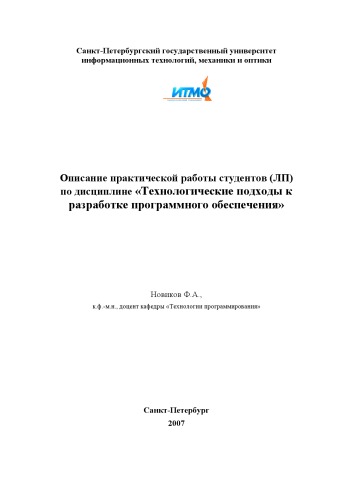 Санкт-Петербургский государственный университет
информационных технологий, механики и оптики
ИТМО
Описание практической работы студентов (ЛП)
по дисциплине «Технологические подходы к
разработке программного обеспечения»
Новиков Ф.А.,
к.ф.-м.н., доцент кафедры «Технологии программирования»
Санкт-Петербург
2007